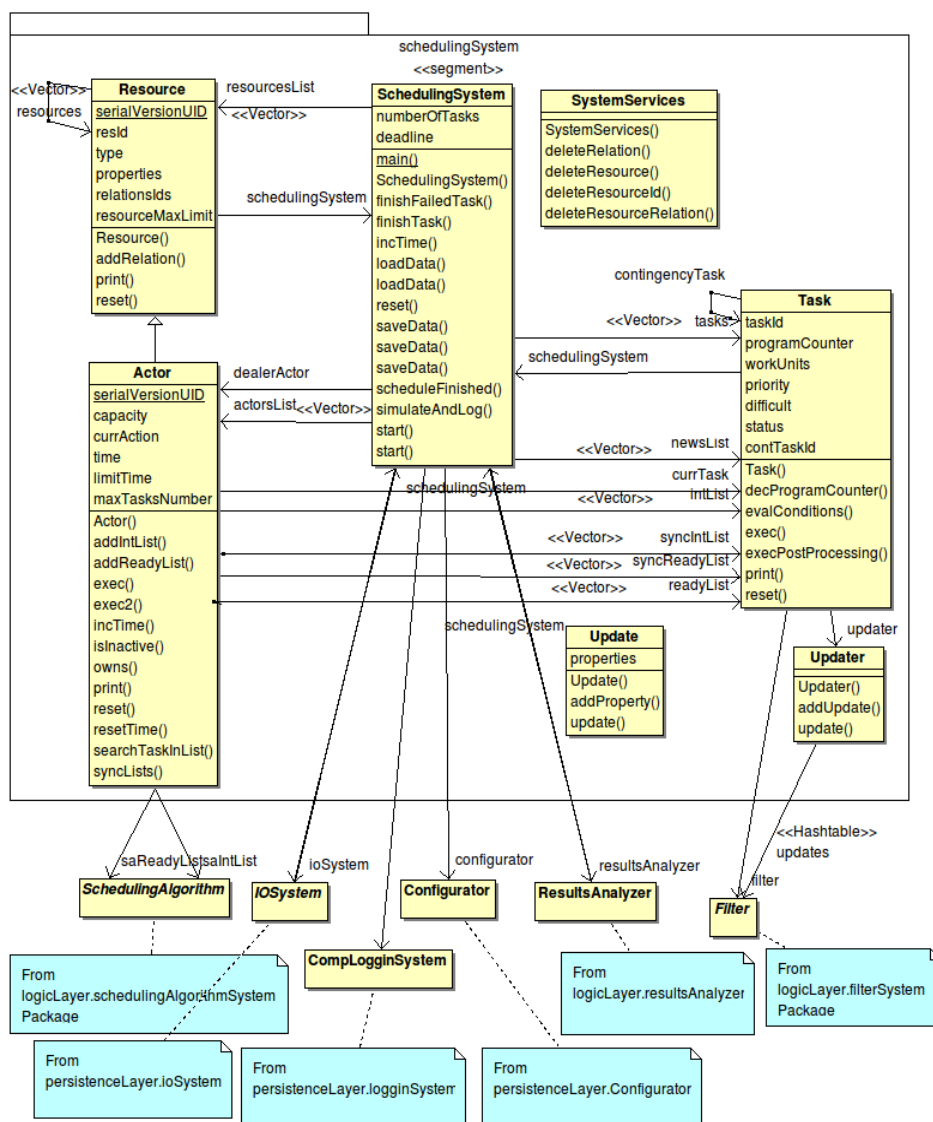 schedulingSystem
<<segment>>
<<Vector>>
resources
Resource
serialVersionUID
resId
type
properties
relationsIds
resourceMaxLimit
Resource()
addRelation()
print()
reset()
resourcesList
<<Vector>>
schedulingSystem
SchedulingSystem
numberOfTasks
deadline
main()
SchedulingSystem()
finishFailedTask()
finishTask()
incTime()
loadData()
loadData()
reset()
saveData()
saveData()
saveData()
scheduleFinished()
simulateAndLog()
start()
start()
SystemServices
SystemServices()
deleteRelation()
deleteResource()
deleteResourceId()
deleteResourceRelation()
contingencyTask
<<Vector>>
tasks
schedulingSystem
Task
taskId
programCounter
workUnits
priority
difficult
status
contTaskId
Task()
decProgramCounter()
evalConditions()
exec()
execPostProcessing()
print()
reset()
Actor
serialVersionUID
capacity
currAction
time
limitTime
maxTasksNumber
Actor()
addIntList()
addReadyList()
exec()
exec2()
incTime()
isInactive()
owns()
print()
reset()
resetTime()
searchTaskInList()
syncLists()
dealerActor
actorsList
<<Vector>>
<<Vector>>
newsList
currTask
schedulingSystem
<<Vector>>
intList
<<Vector>>
syncIntList
<<Vector>>
syncReadyList
<<Vector>>
readyList
schedulingSystem
Update
properties
Update()
addProperty()
update()
updater
Updater
Updater()
addUpdate()
update()
<<Hashtable>>
updates
filter
saReadyList
saIntList
ioSystem
configurator
resultsAnalyzer
SchedulingAlgorithm
IOSystem
Configurator
ResultsAnalyzer
Filter
CompLogginSystem
From
logicLayer.schedulingAlgorithmSystem
Package
From
logicLayer.resultsAnalyzer
From
logicLayer.filterSystem
Package
From
persistenceLayer.ioSystem
From
persistenceLayer.logginSystem
From
persistenceLayer.Configurator